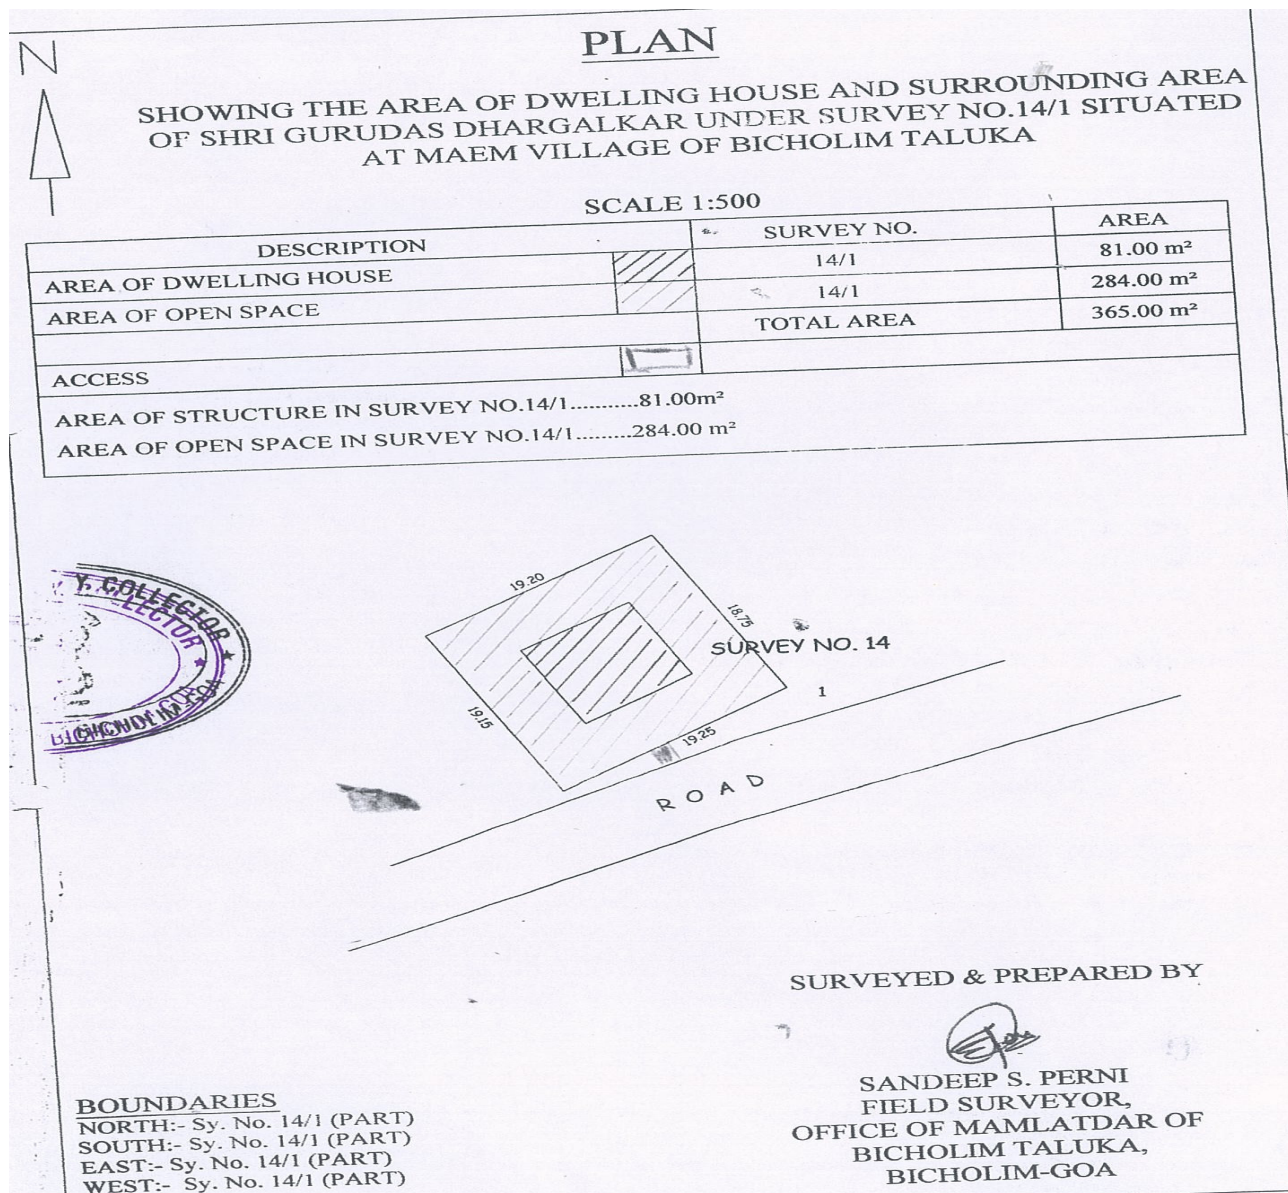 N
PLAN
SHOWING THE AREA OF DWELLING HOUSE AND SURROUNDING AREA
OF SHRI GURUDAS DHARGALKAR UNDER SURVEY NO.14/1 SITUATED
AT MAEM VILLAGE OF BICHOLIM TALUKA
SCALE 1:500
DESCRIPTION SURVEY NO. AREA
AREA OF DWELLING HOUSE 14/1 81.00 m²
AREA OF OPEN SPACE 14/1 284.00 m²
TOTAL AREA 365.00 m²
ACCESS
AREA OF STRUCTURE IN SURVEY NO.14/1..........81.00m²
AREA OF OPEN SPACE IN SURVEY NO.14/1........284.00 m²
Y. COLLECTOR
LLECTOR
BICHOLIM GOA
19.20
18.75
SURVEY NO. 14
1
19.15
19.25
ROAD
SURVEYED & PREPARED BY
SANDEEP S. PERNI
FIELD SURVEYOR,
OFFICE OF MAMLATDAR OF
BICHOLIM TALUKA,
BICHOLIM-GOA
BOUNDARIES
NORTH:- Sy. No. 14/1 (PART)
SOUTH:- Sy. No. 14/1 (PART)
EAST:- Sy. No. 14/1 (PART)
WEST:- Sy. No. 14/1 (PART)